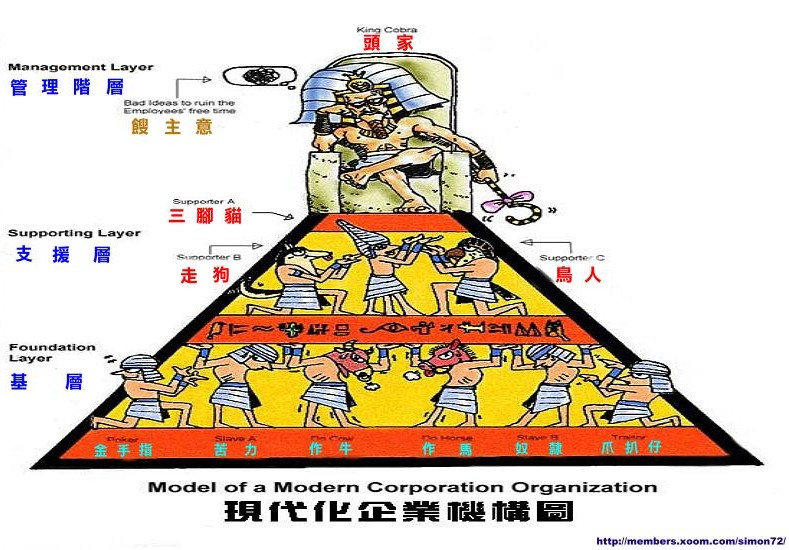 King Cobra
頭家
Management Layer
管理階層
Bad Ideas to ruin the
Employees' free time
餿主意
Supporter A
三腳貓
Supporting Layer
支援層
Supporter B
走狗
Supporter C
鳥人
Foundation
Layer
基層
Poker Slave A Do Cow Do Horse Slave B Traitor
金手指 苦力 作牛 作馬 奴隸 爪扒仔
Model of a Modern Corporation Organization
現代化企業機構圖
http://members.xoom.com/simon72/